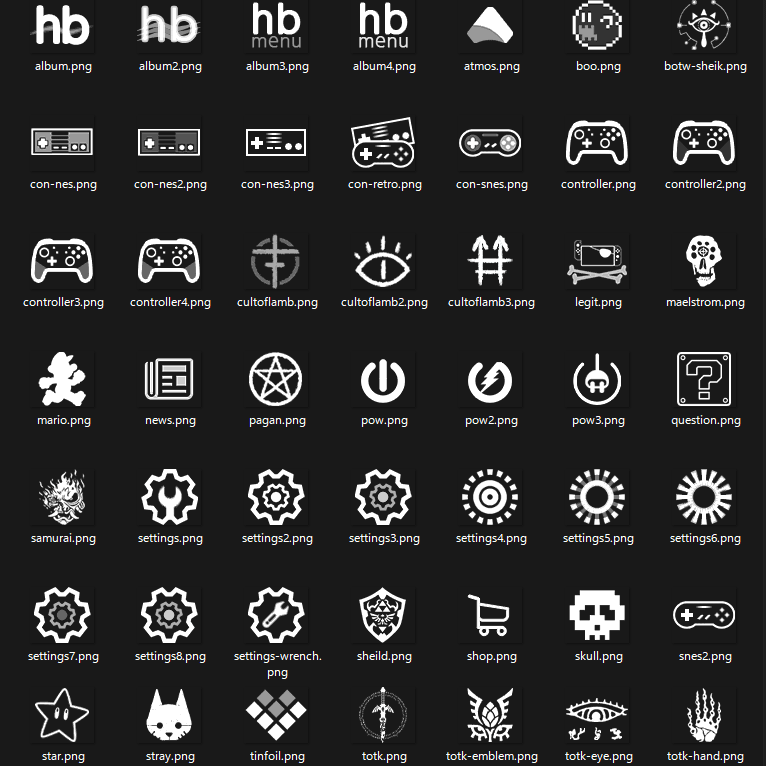 hb
hb
hb
menu
hb
menu
album.png
album2.png
album3.png
album4.png
atmos.png
boo.png
botw-sheik.png
con-nes.png
con-nes2.png
con-nes3.png
con-retro.png
con-snes.png
controller.png
controller2.png
controller3.png
controller4.png
cultoflamb.png
cultoflamb2.png
cultoflamb3.png
legit.png
maelstrom.png
?
mario.png
news.png
pagan.png
pow.png
pow2.png
pow3.png
question.png
samurai.png
settings.png
settings2.png
settings3.png
settings4.png
settings5.png
settings6.png
settings7.png
settings8.png
settings-wrench.
png
sheild.png
shop.png
skull.png
snes2.png
star.png
stray.png
tinfoil.png
totk.png
totk-emblem.png
totk-eye.png
totk-hand.png